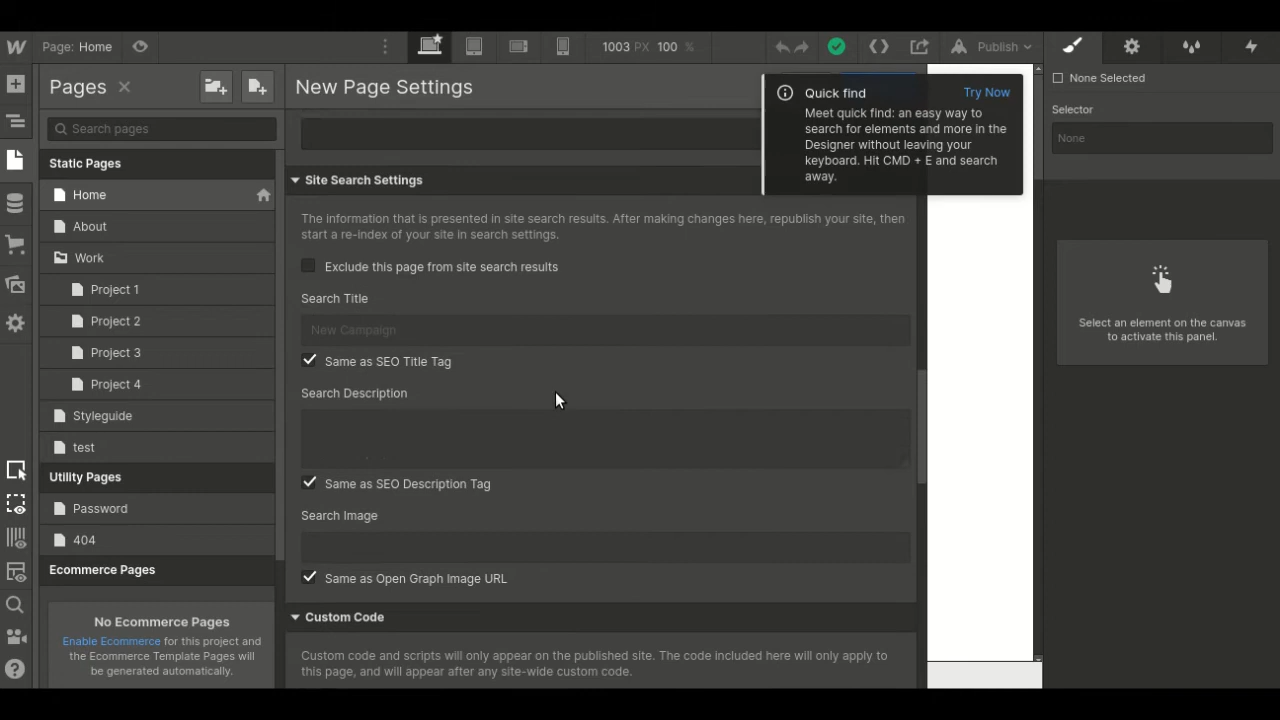 Page: Home
1003 PX 100 %
Publish
Pages
New Page Settings
Search pages
Static Pages
Home
About
Work
Project 1
Project 2
Project 3
Project 4
Styleguide
test
Utility Pages
Password
404
Ecommerce Pages
No Ecommerce Pages
Enable Ecommerce for this project and
the Ecommerce Template Pages will
be generated automatically.
Quick find
Try Now
Meet quick find: an easy way to
search for elements and more in the
Designer without leaving your
keyboard. Hit CMD + E and search
away.
Site Search Settings
The information that is presented in site search results. After making changes here, republish your site, then
start a re-index of your site in search settings.
Exclude this page from site search results
Search Title
New Campaign
Same as SEO Title Tag
Search Description
Same as SEO Description Tag
Search Image
Same as Open Graph Image URL
Custom Code
Custom code and scripts will only appear on the published site. The code included here will only apply to
this page, and will appear after any site-wide custom code.
None Selected
Selector
None
Select an element on the canvas
to activate this panel.